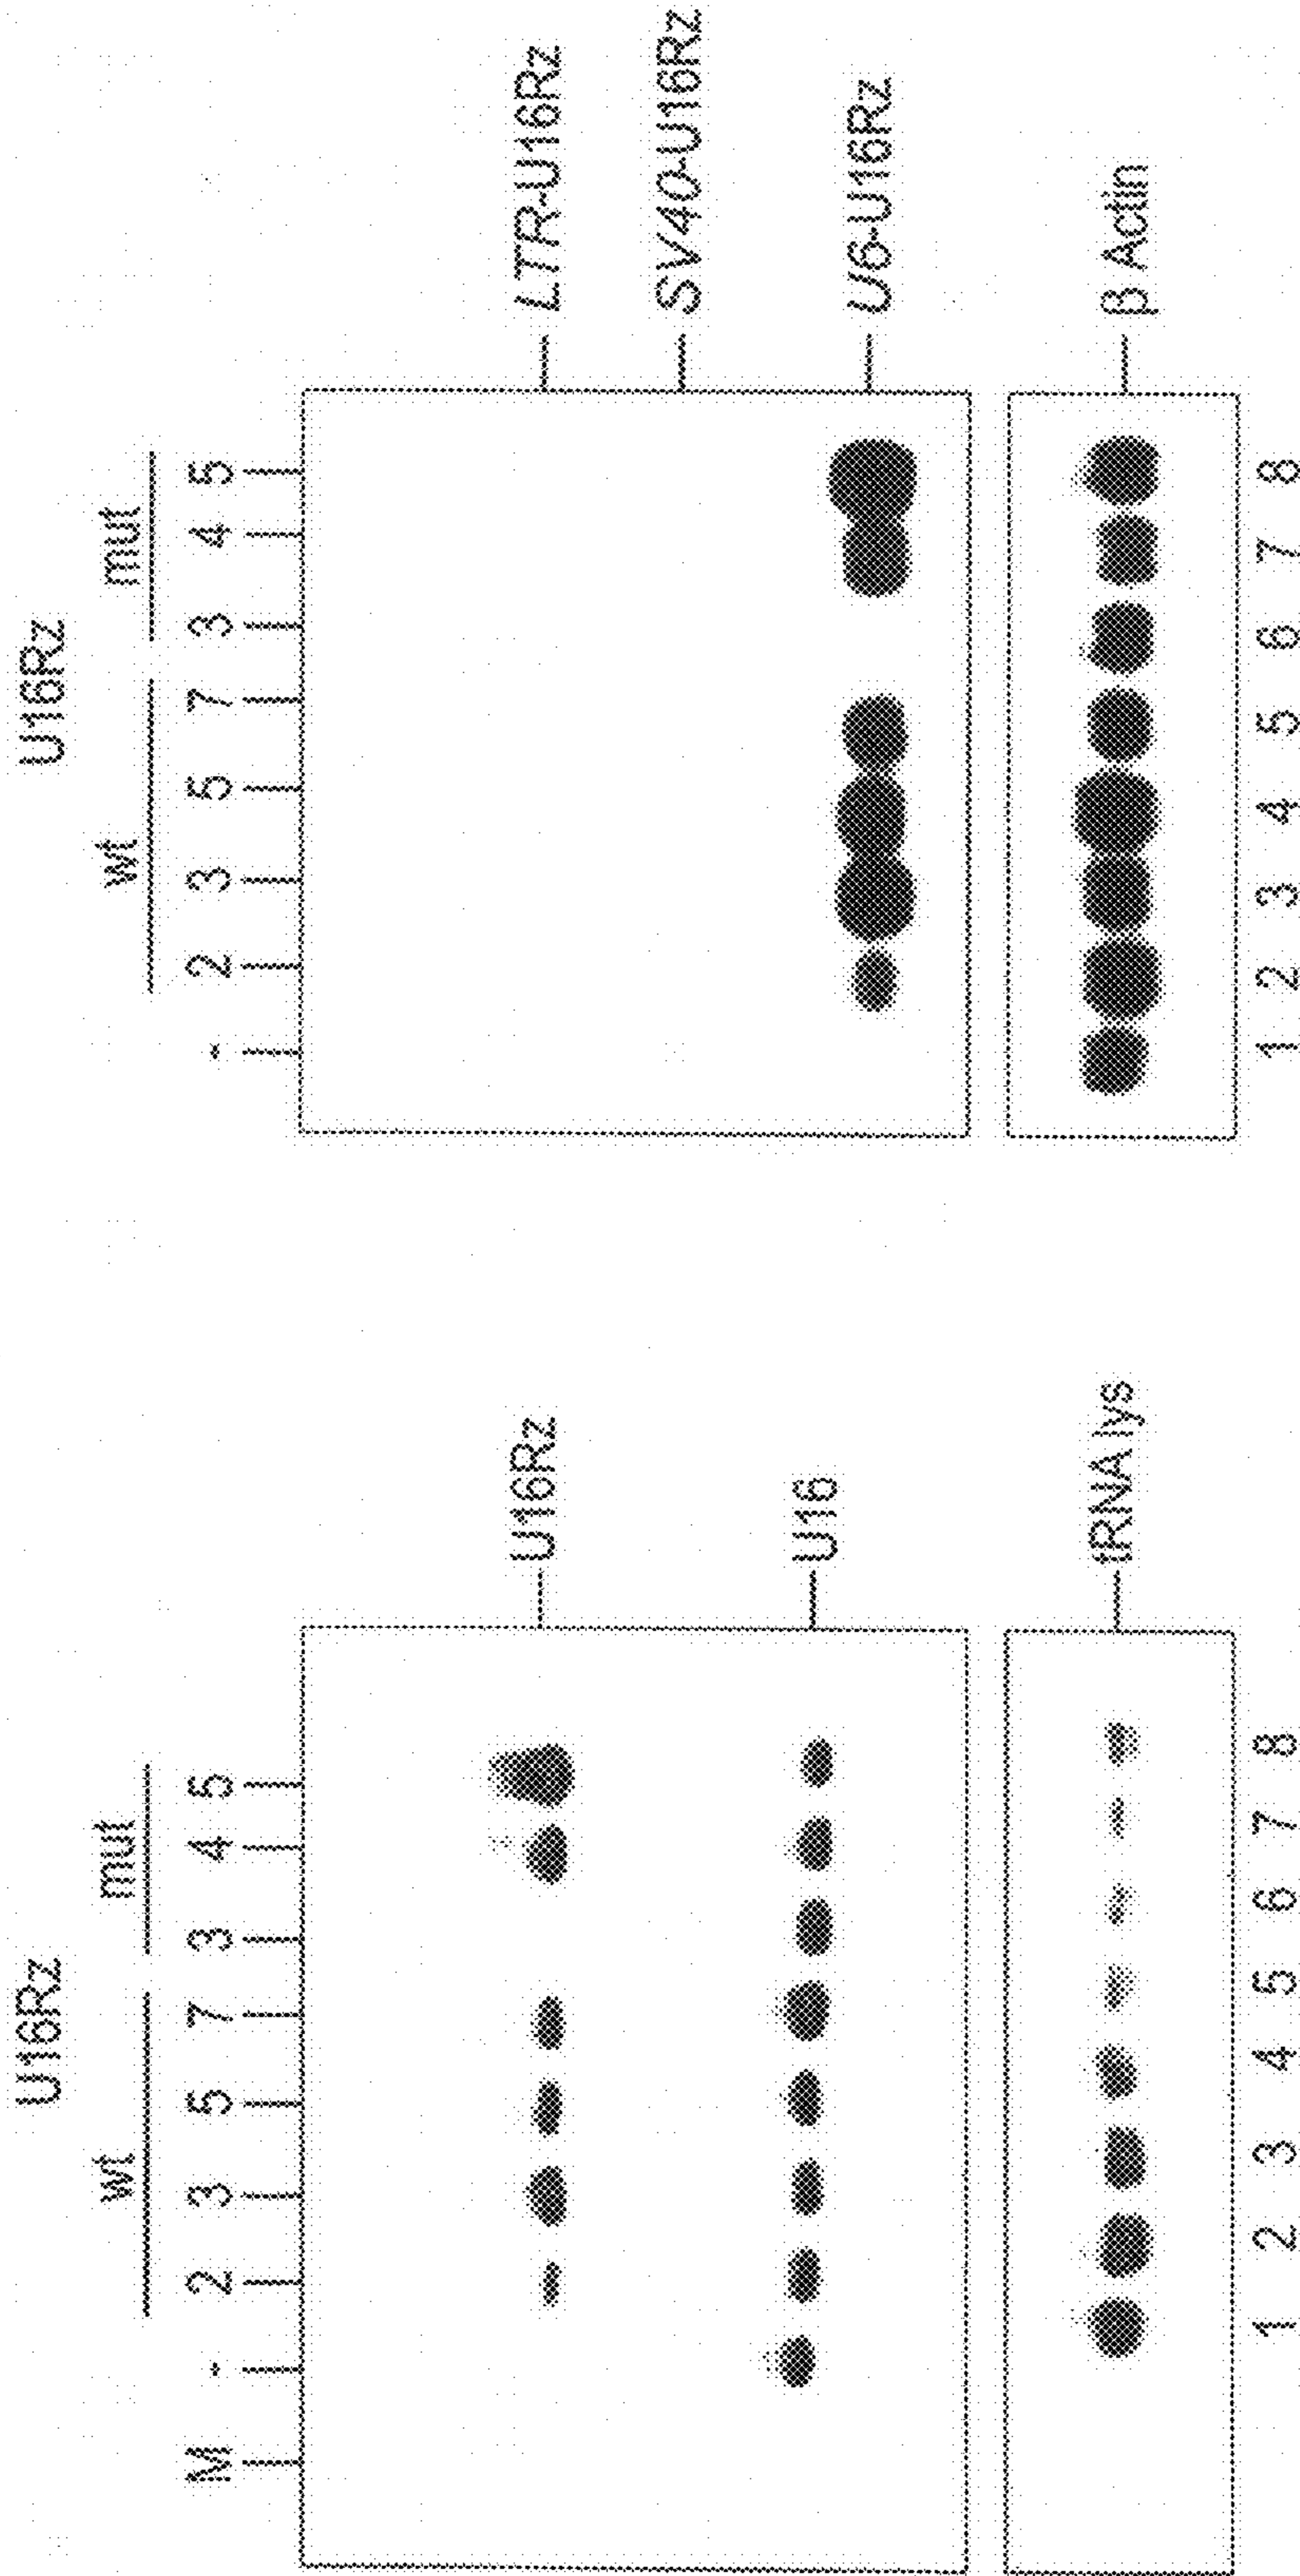 U16Rz
wt mut
M - 2 3 5 7 3 4 5
U16Rz
U16
tRNA lys
1 2 3 4 5 6 7 8
U16Rz
wt mut
- 2 3 5 7 3 4 5
LTR-U16Rz
SV40-U16Rz
U6-U16Rz
β Actin
1 2 3 4 5 6 7 8